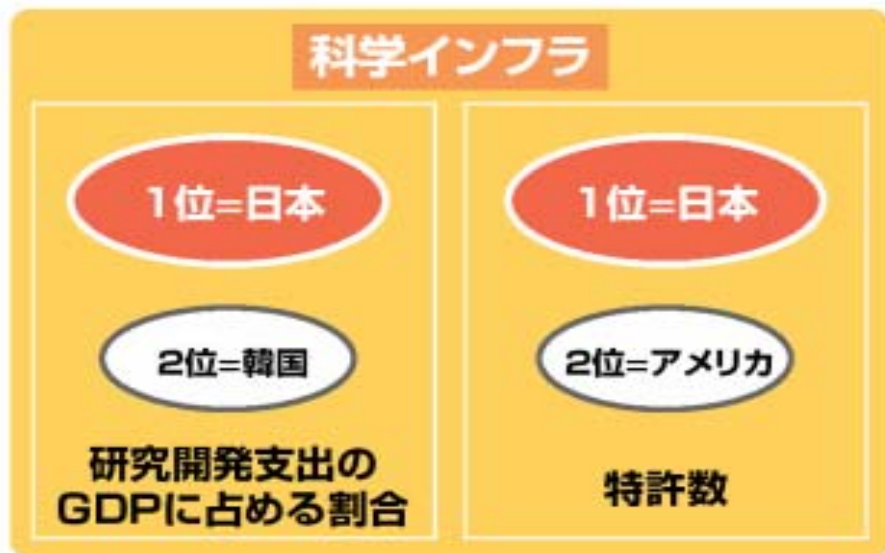 科学インフラ
1位=日本
2位=韓国
研究開発支出の
GDPに占める割合
1位=日本
2位=アメリカ
特許数